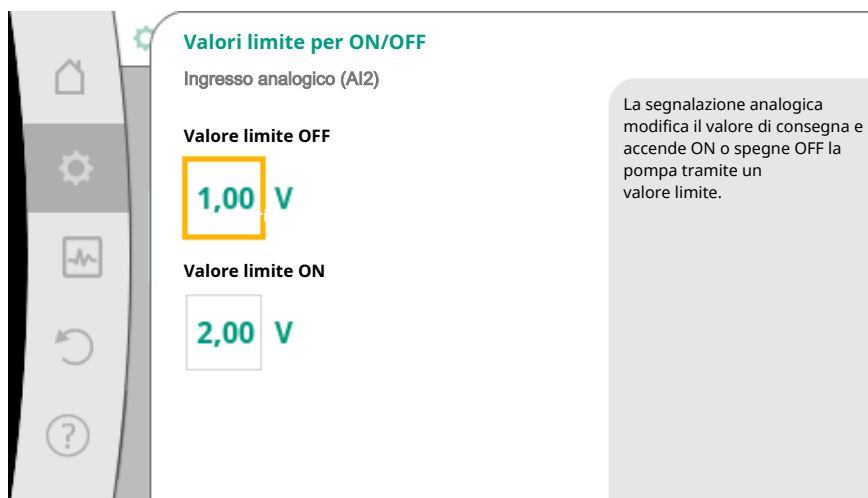 Valori limite per ON/OFF
Ingresso analogico (AI2)
Valore limite OFF
1,00 V
Valore limite ON
2,00 V
La segnalazione analogica
modifica il valore di consegna e
accende ON o spegne OFF la
pompa tramite un
valore limite.
?